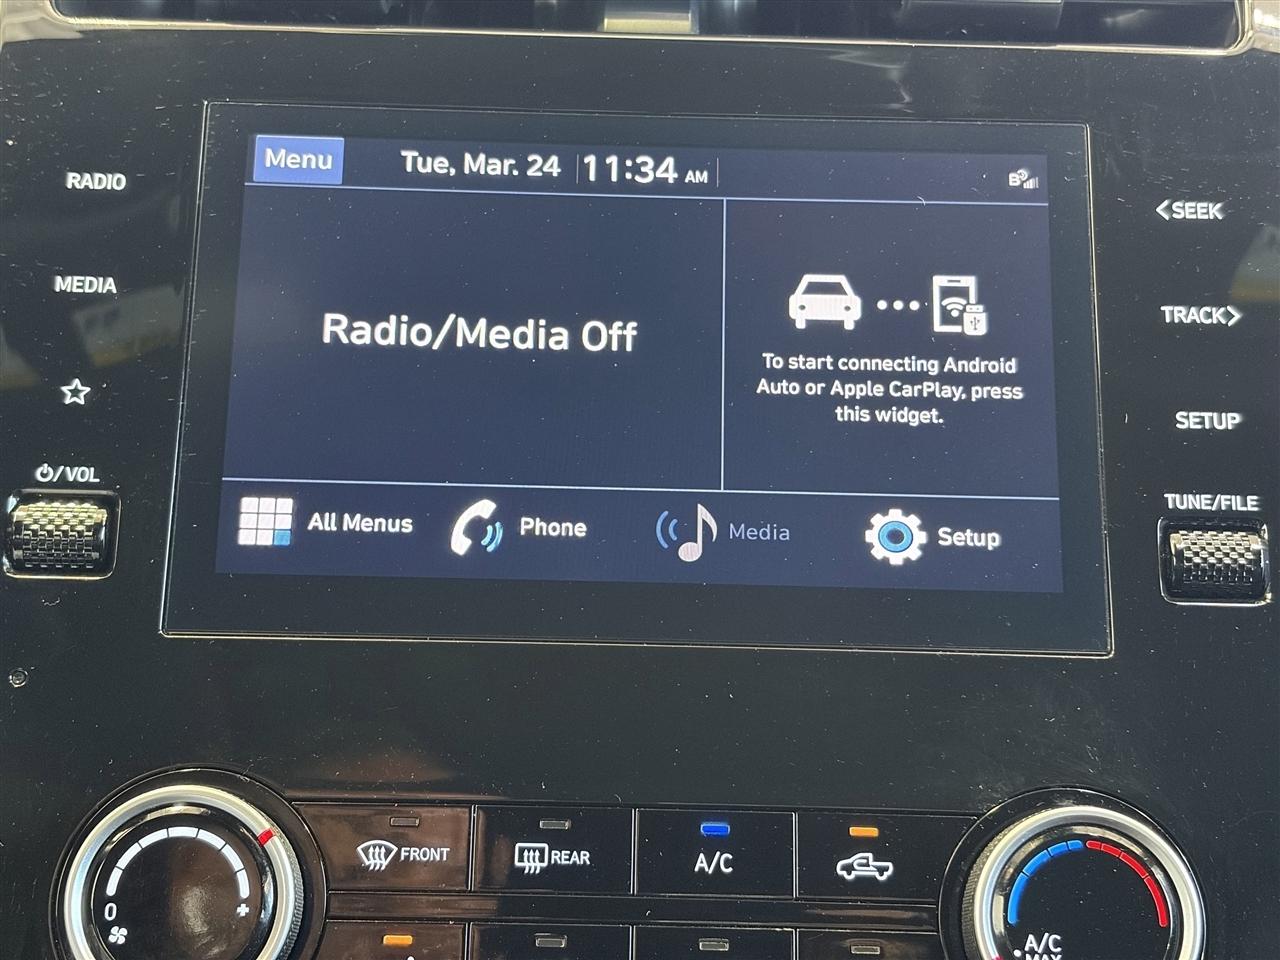 Menu
Tue, Mar. 24
11:34 AM
B
RADIO
MEDIA
/VOL
<SEEK
TRACK>
SETUP
TUNE/FILE
Radio/Media Off
To start connecting Android
Auto or Apple CarPlay, press
this widget.
All Menus
Phone
Media
Setup
FRONT
REAR
A/C
0
+
A/C
MAX